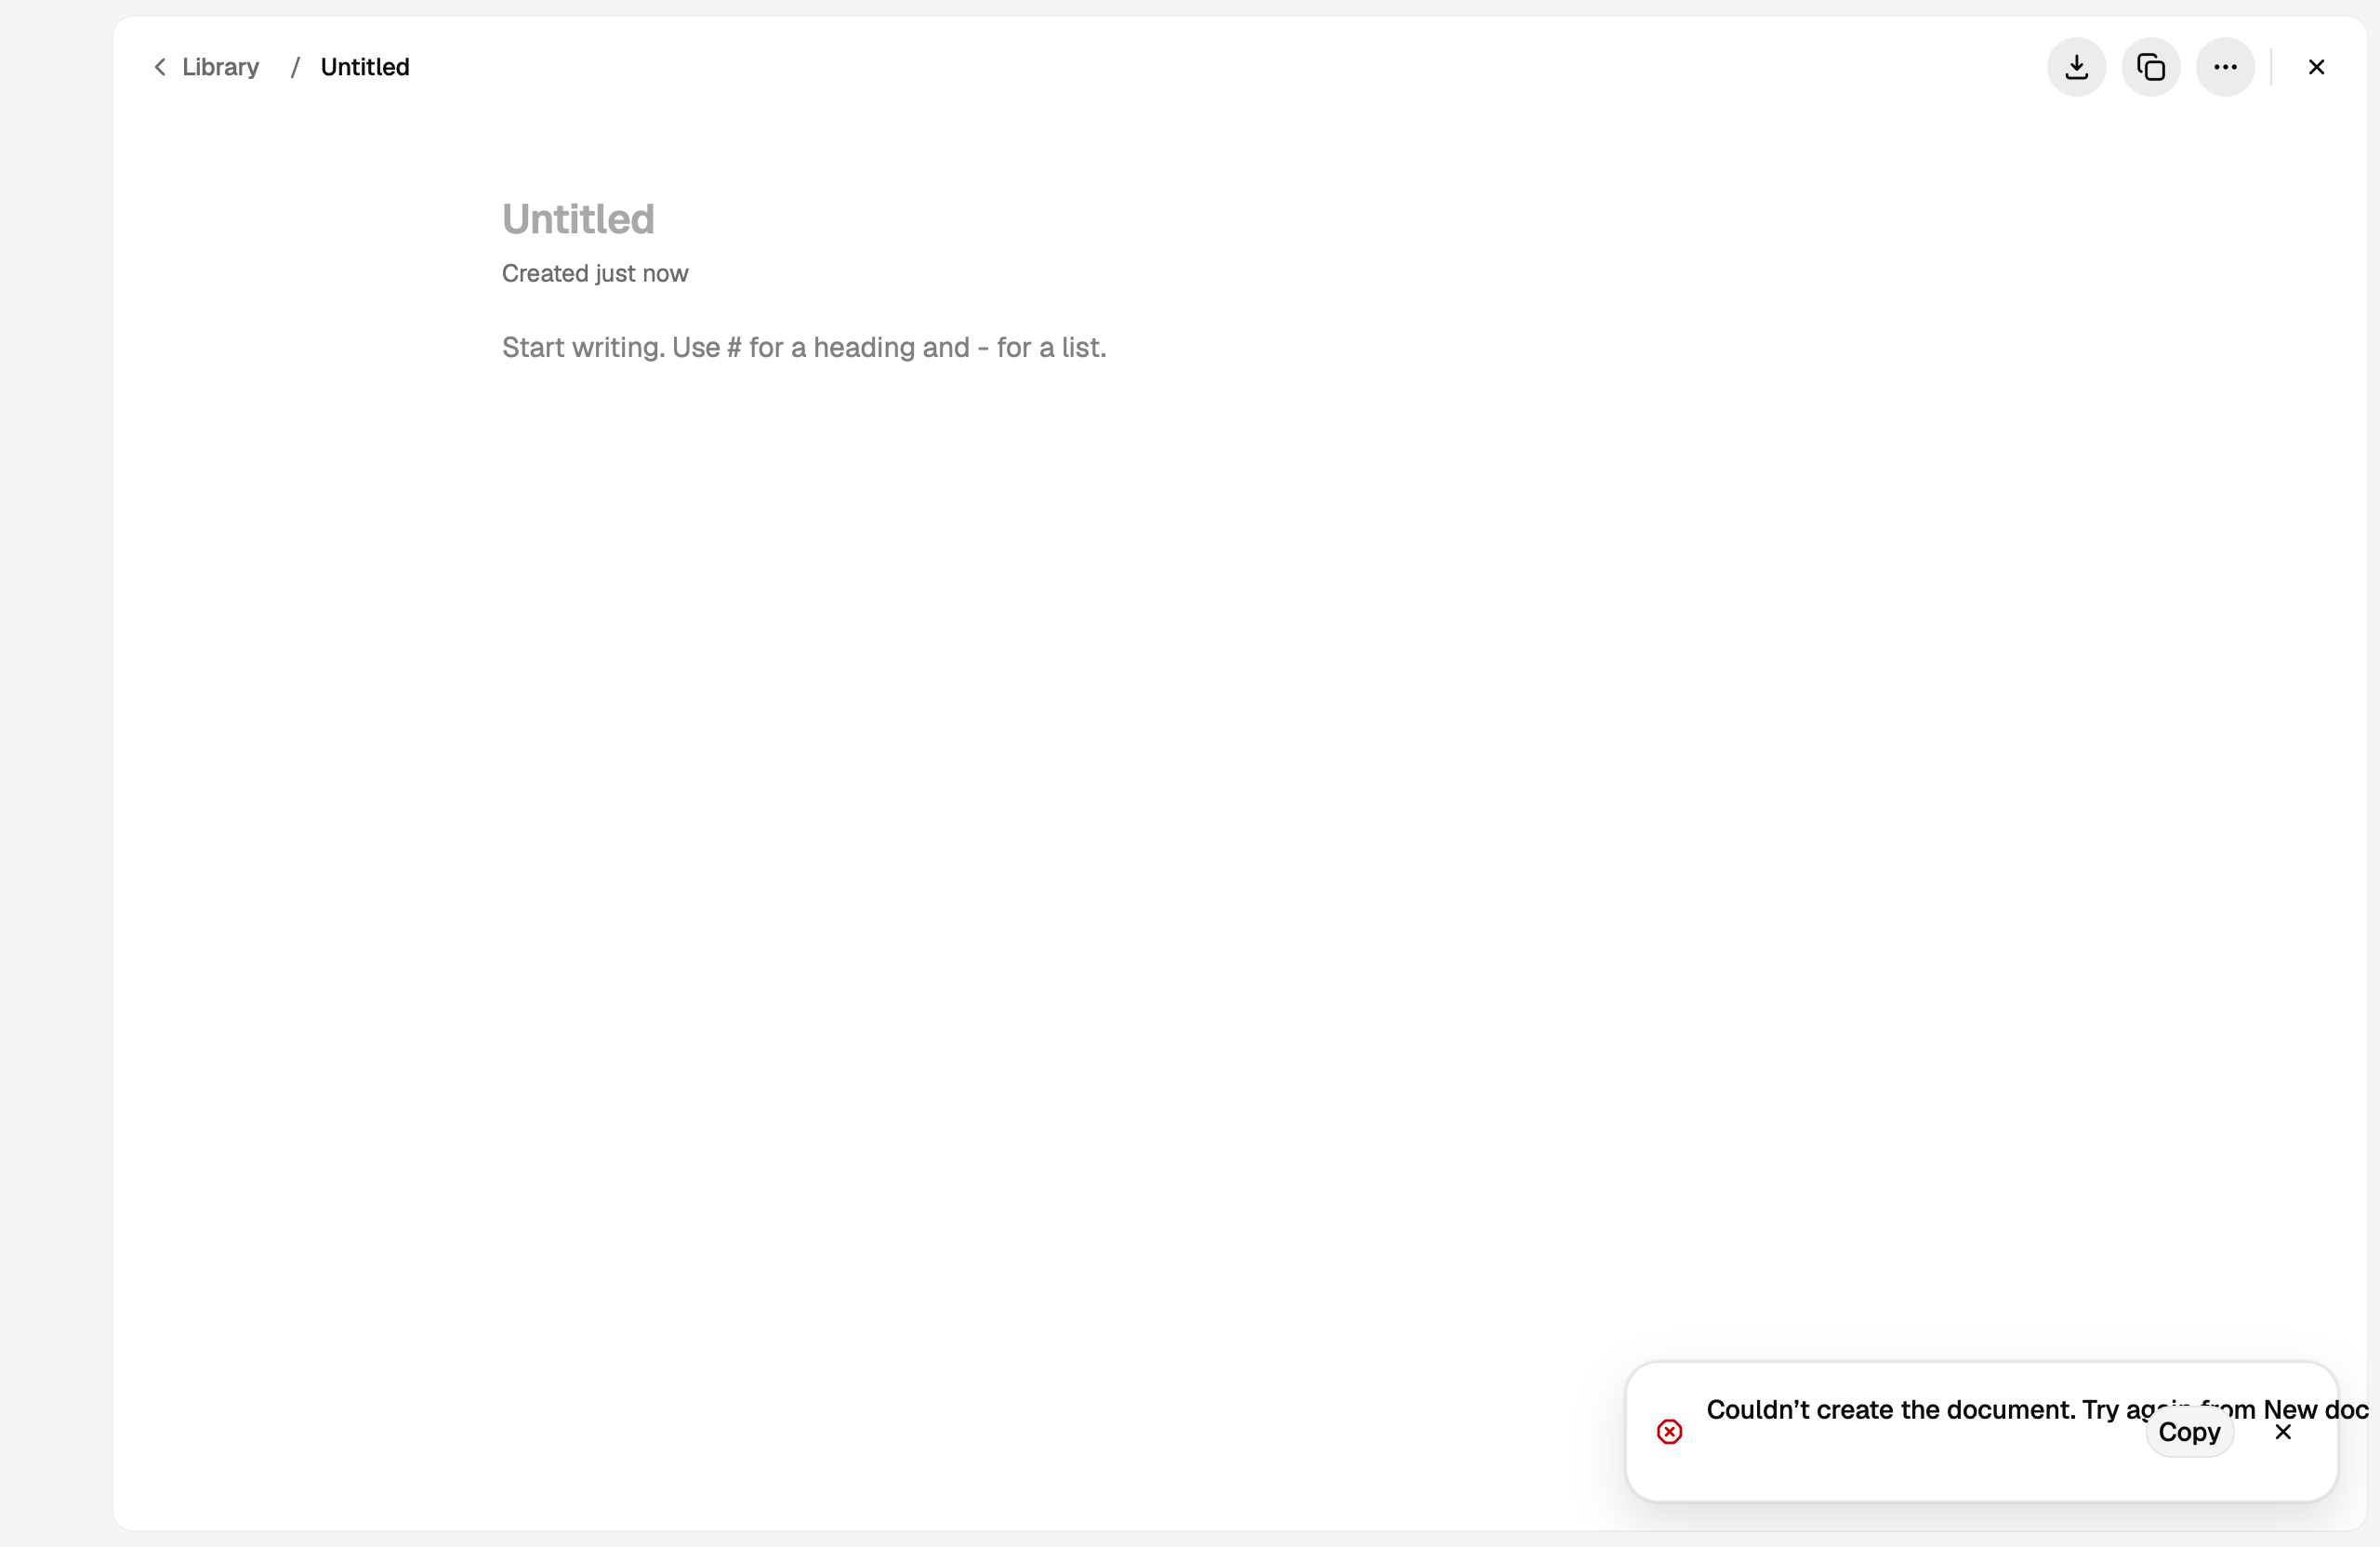 Library / Untitled
Untitled
Created just now
Start writing. Use # for a heading and - for a list.
Couldn’t create the document. Try again from New doc
Copy